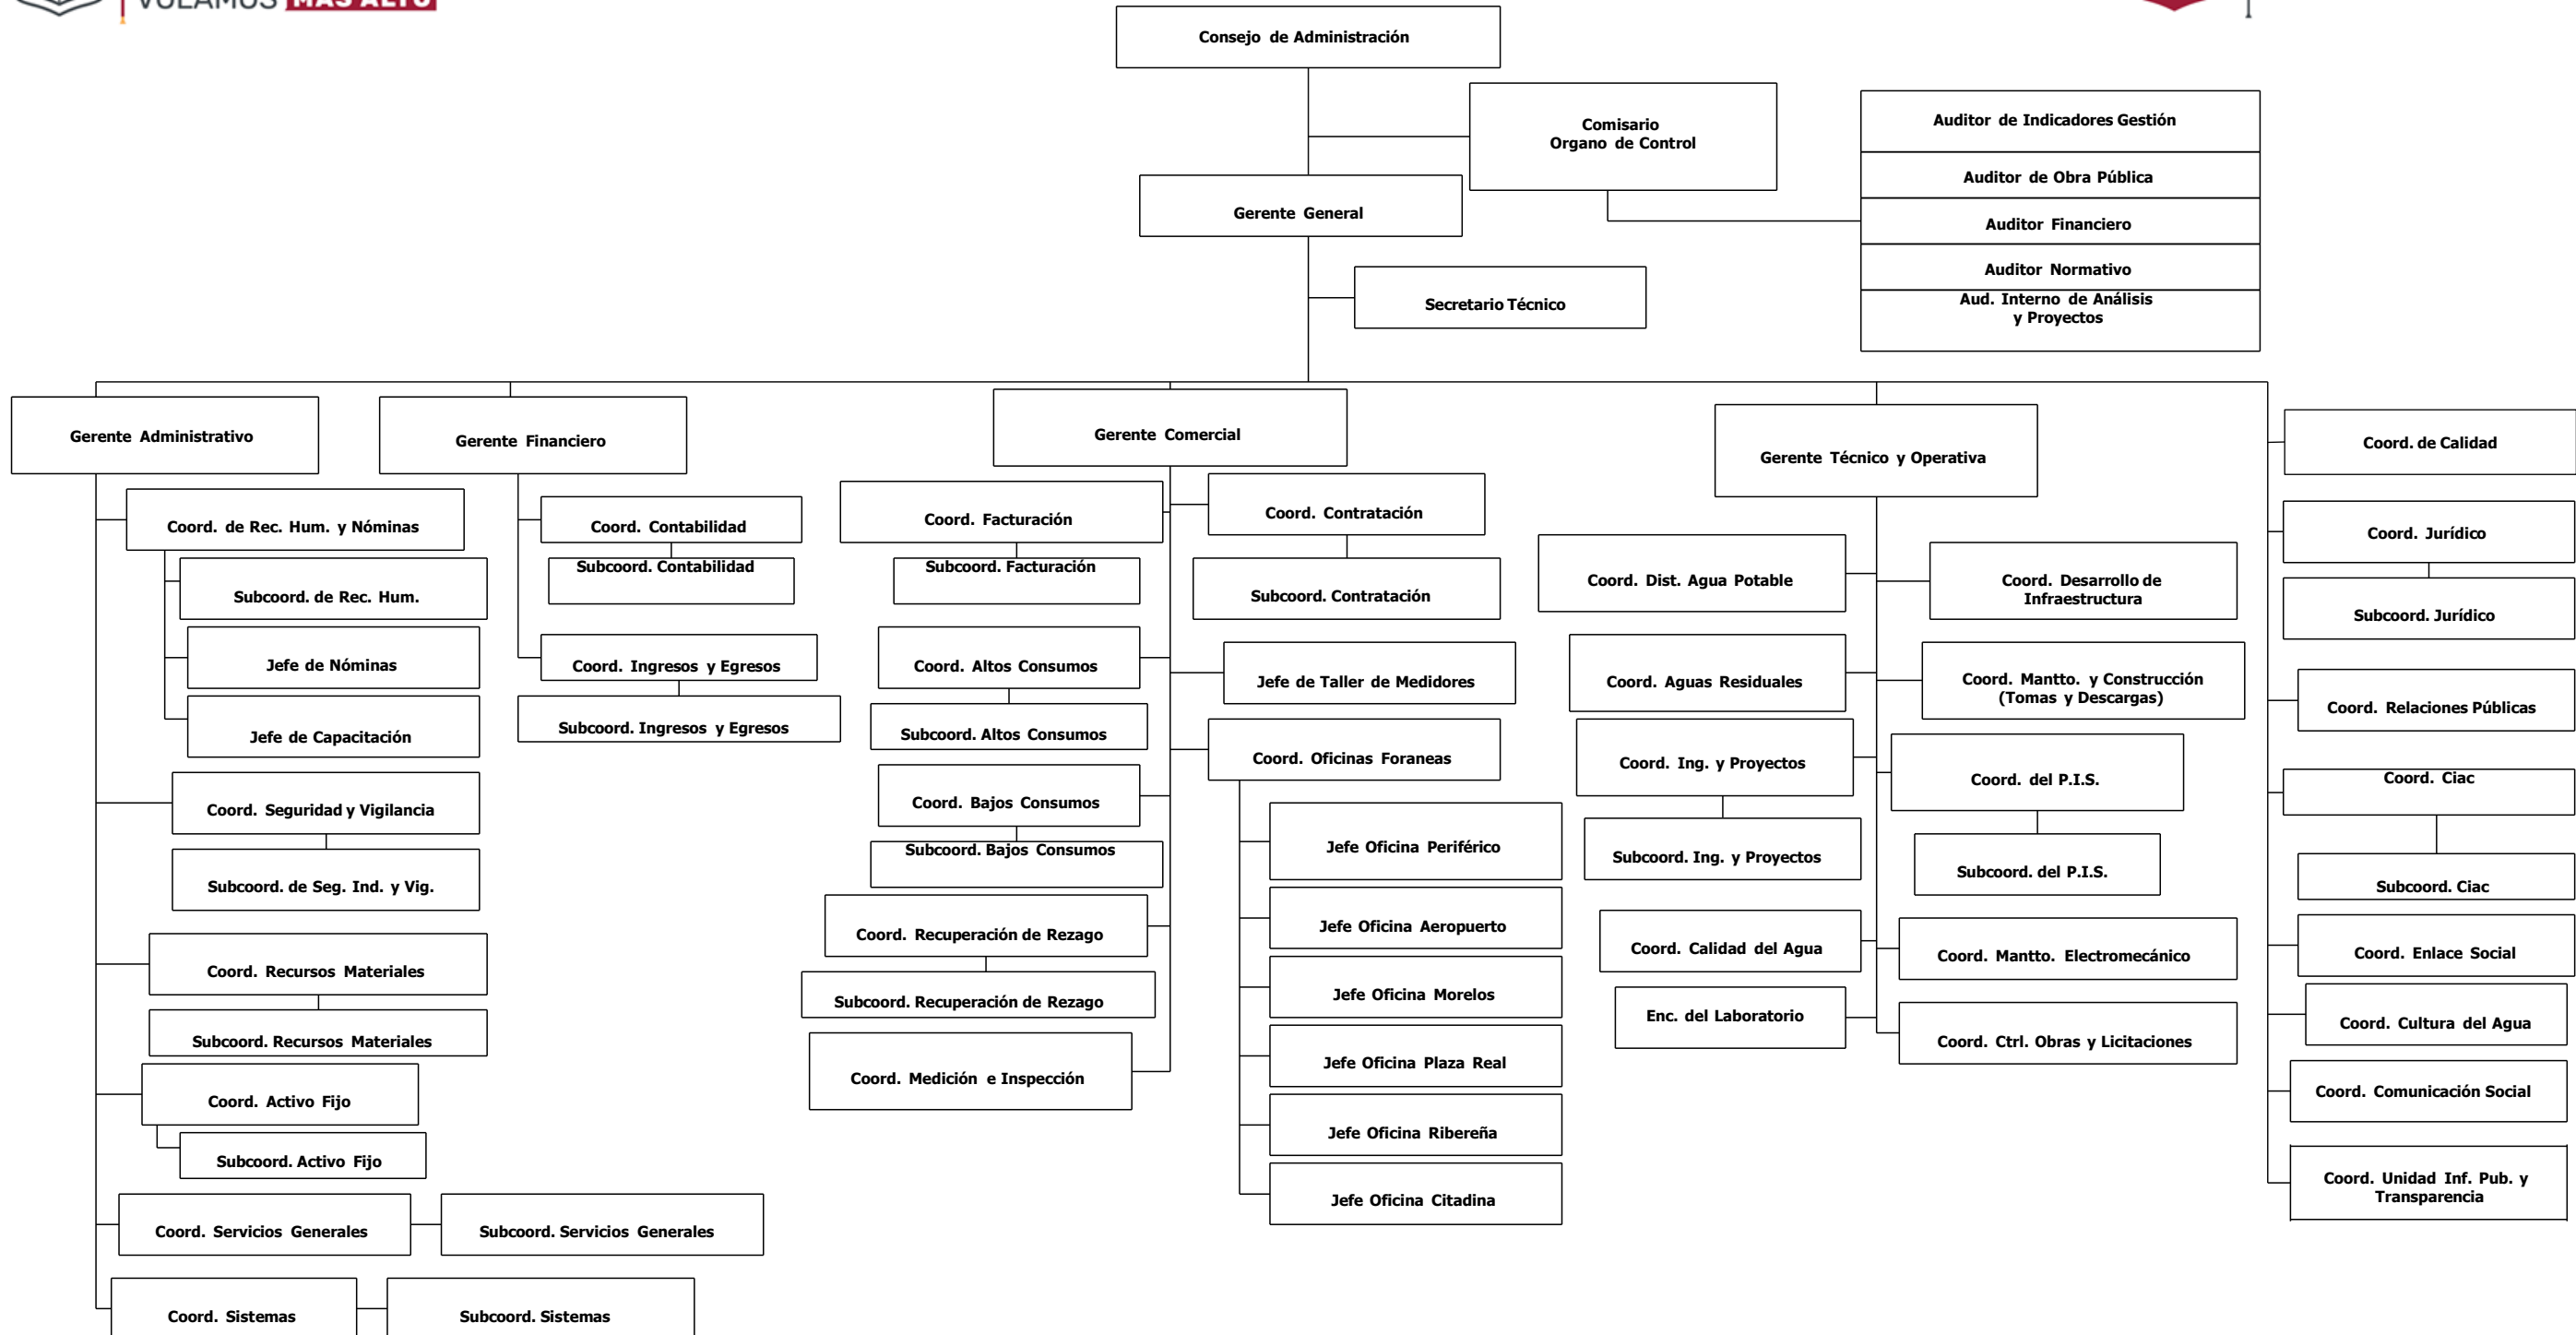 VOLAMOS MÁS ALTO
Consejo de Administración
Comisario
Organo de Control
Auditor de Indicadores Gestión
Auditor de Obra Pública
Auditor Financiero
Auditor Normativo
Aud. Interno de Análisis
y Proyectos
Gerente General
Secretario Técnico
Gerente Administrativo
Coord. de Rec. Hum. y Nóminas
Subcoord. de Rec. Hum.
Jefe de Nóminas
Jefe de Capacitación
Coord. Seguridad y Vigilancia
Subcoord. de Seg. Ind. y Vig.
Coord. Recursos Materiales
Subcoord. Recursos Materiales
Coord. Activo Fijo
Subcoord. Activo Fijo
Coord. Servicios Generales
Subcoord. Servicios Generales
Coord. Sistemas
Subcoord. Sistemas
Gerente Financiero
Coord. Contabilidad
Subcoord. Contabilidad
Coord. Ingresos y Egresos
Subcoord. Ingresos y Egresos
Gerente Comercial
Coord. Facturación
Subcoord. Facturación
Coord. Altos Consumos
Subcoord. Altos Consumos
Coord. Bajos Consumos
Subcoord. Bajos Consumos
Coord. Recuperación de Rezago
Subcoord. Recuperación de Rezago
Coord. Medición e Inspección
Coord. Contratación
Subcoord. Contratación
Jefe de Taller de Medidores
Coord. Oficinas Foraneas
Jefe Oficina Periférico
Jefe Oficina Aeropuerto
Jefe Oficina Morelos
Jefe Oficina Plaza Real
Jefe Oficina Ribereña
Jefe Oficina Citadina
Gerente Técnico y Operativa
Coord. Dist. Agua Potable
Coord. Aguas Residuales
Coord. Ing. y Proyectos
Subcoord. Ing. y Proyectos
Coord. Calidad del Agua
Enc. del Laboratorio
Coord. Desarrollo de
Infraestructura
Coord. Mantto. y Construcción
(Tomas y Descargas)
Coord. del P.I.S.
Subcoord. del P.I.S.
Coord. Mantto. Electromecánico
Coord. Ctrl. Obras y Licitaciones
Coord. de Calidad
Coord. Jurídico
Subcoord. Jurídico
Coord. Relaciones Públicas
Coord. Ciac
Subcoord. Ciac
Coord. Enlace Social
Coord. Cultura del Agua
Coord. Comunicación Social
Coord. Unidad Inf. Pub. y
Transparencia